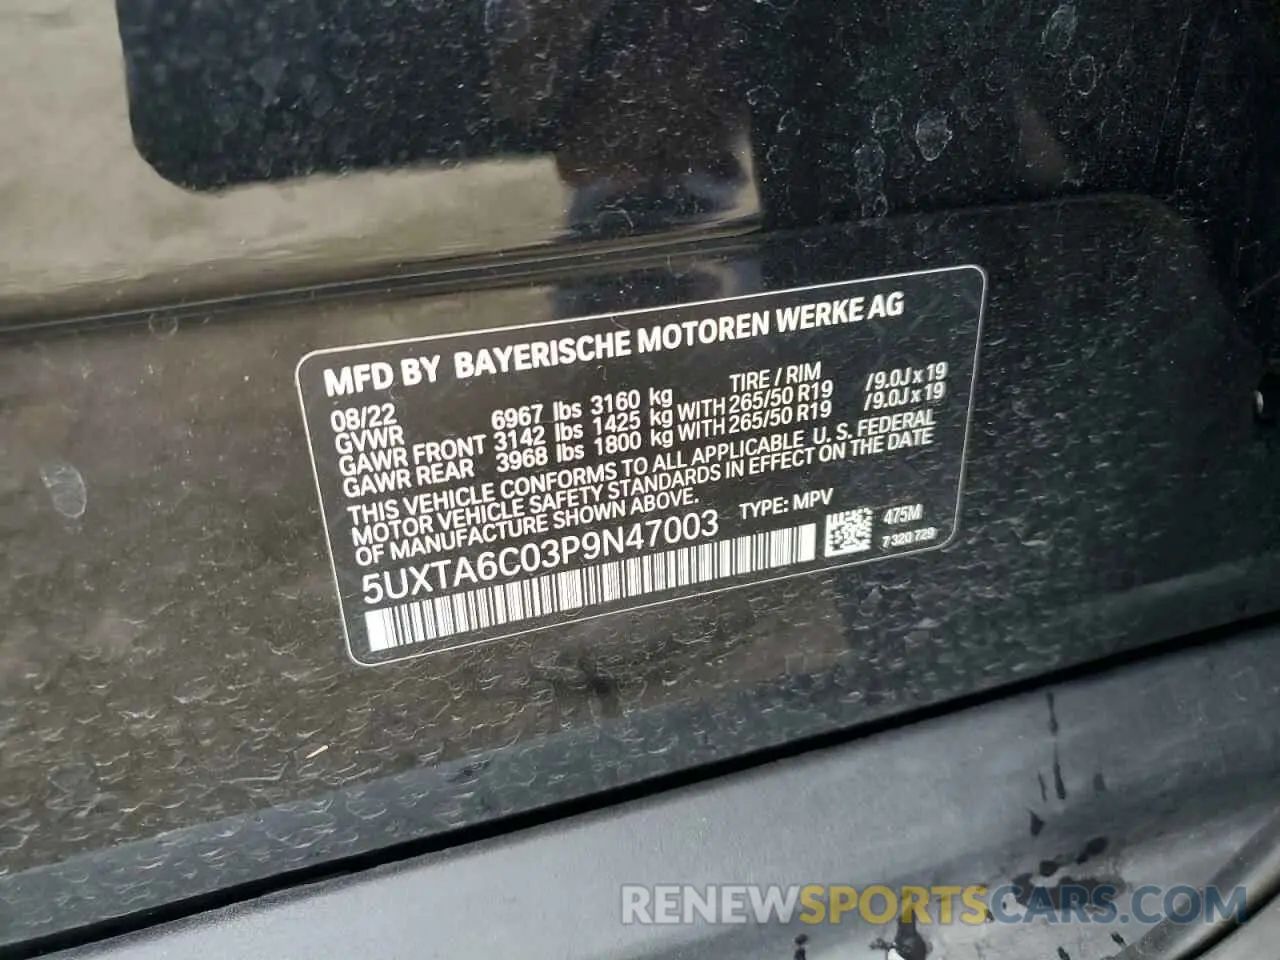 MFD BY BAYERISCHE MOTOREN WERKE AG
08/22 TIRE / RIM
GVWR 6967 lbs 3160 kg
GAWR FRONT 3142 lbs 1425 kg WITH 265/50 R19 /9.0J x 19
GAWR REAR 3968 lbs 1800 kg WITH 265/50 R19 /9.0J x 19
THIS VEHICLE CONFORMS TO ALL APPLICABLE U. S. FEDERAL
MOTOR VEHICLE SAFETY STANDARDS IN EFFECT ON THE DATE
OF MANUFACTURE SHOWN ABOVE.
5UXTA6C03P9N47003 TYPE: MPV
475M
7 320 729
RENEWSPORTSCARS.COM